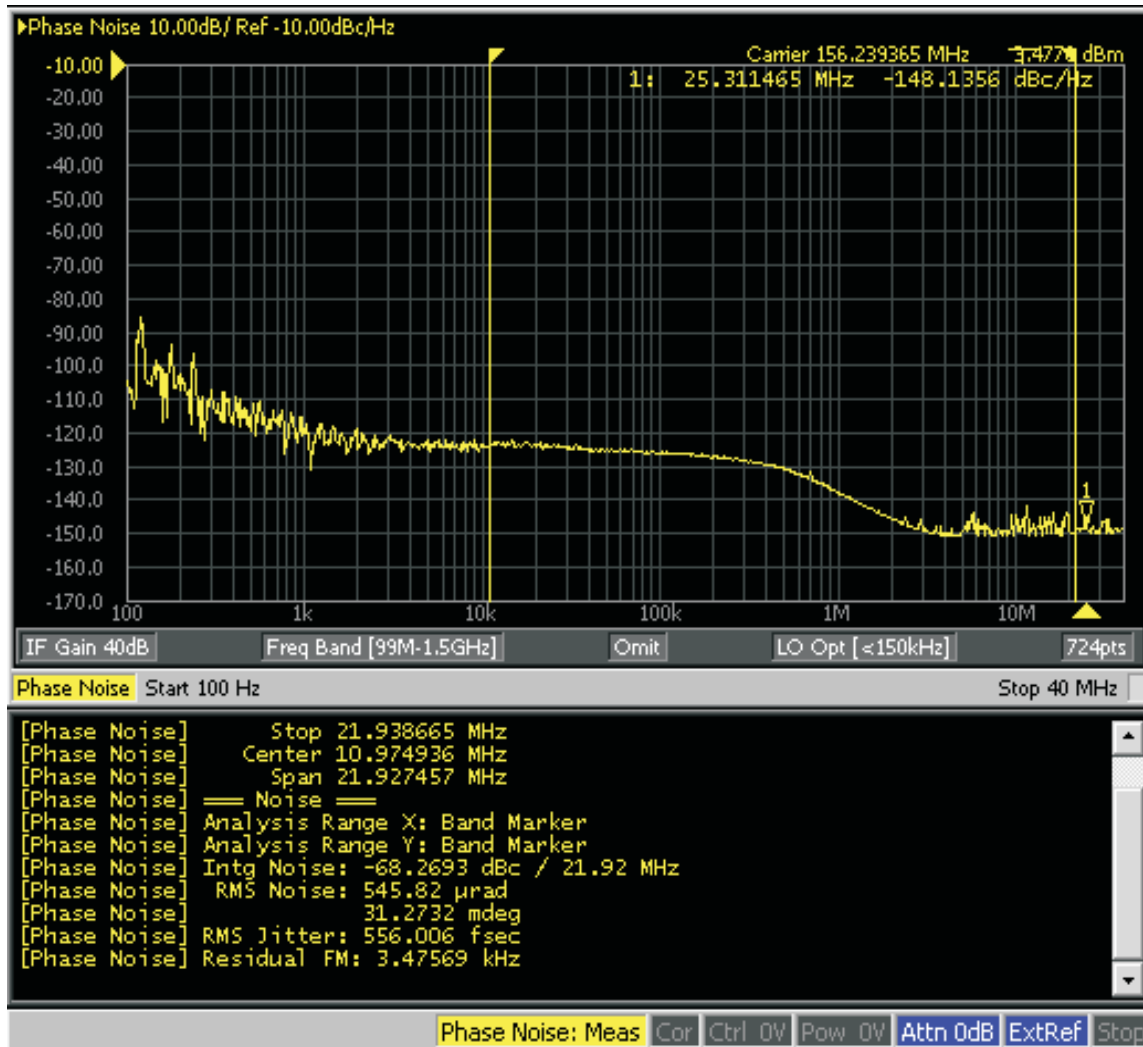 ▶Phase Noise 10.00dB/ Ref -10.00dBc/Hz
Carrier 156.239365 MHz dBm
1: 25.311465 MHz -148.1356 dBc/Hz
-10.00
-20.00
-30.00
-40.00
-50.00
-60.00
-70.00
-80.00
-90.00
-100.0
-110.0
-120.0
-130.0
-140.0
-150.0
-160.0
-170.0
1
100 1k 10k 100k 1M 10M
IF Gain 40dB Freq Band [99M-1.5GHz] Omit LO Opt [<150kHz] 724pts
Phase Noise Start 100 Hz Stop 40 MHz
[Phase Noise] Stop 21.938665 MHz
[Phase Noise] Center 10.974936 MHz
[Phase Noise] Span 21.927457 MHz
[Phase Noise] === Noise ===
[Phase Noise] Analysis Range X: Band Marker
[Phase Noise] Analysis Range Y: Band Marker
[Phase Noise] Intg Noise: -68.2693 dBc / 21.92 MHz
[Phase Noise] RMS Noise: 545.82 µrad
[Phase Noise] 31.2732 mdeg
[Phase Noise] RMS Jitter: 556.006 fsec
[Phase Noise] Residual FM: 3.47569 kHz
Phase Noise: Meas Cor Ctrl 0V Pow 0V Attn 0dB ExtRef Stop